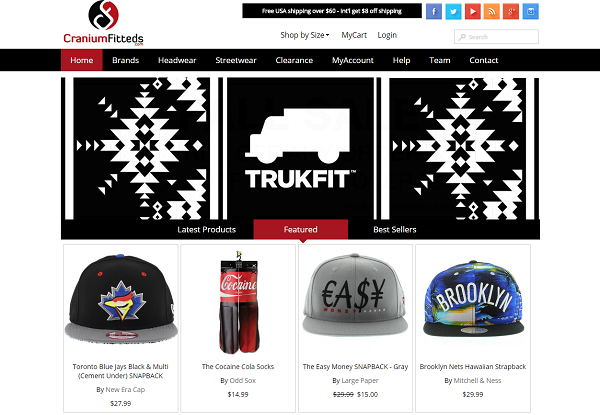 Free USA shipping over $60 - Int'l get $8 off shipping
CraniumFitteds
.com
Shop by Size MyCart Login
Search
Home Brands Headwear Streetwear Clearance MyAccount Help Team Contact
TRUKFIT™
Latest Products Featured Best Sellers
Cocaine
€A$¥
MONEY
BROOKLYN
Toronto Blue Jays Black & Multi
(Cement Under) SNAPBACK
By New Era Cap
$27.99
The Cocaine Cola Socks
By Odd Sox
$14.99
The Easy Money SNAPBACK - Gray
By Large Paper
$29.99 $15.00
Brooklyn Nets Hawaiian Strapback
By Mitchell & Ness
$29.99